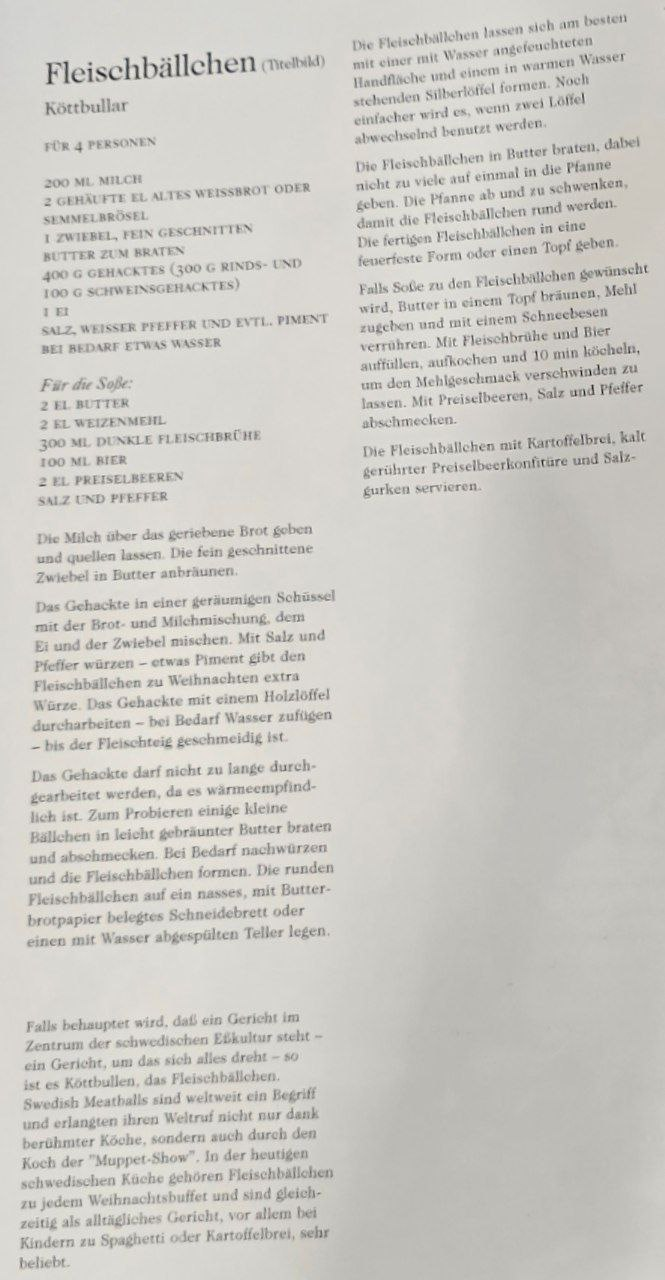 Fleischbällchen (Titelbild)
Köttbullar
FÜR 4 PERSONEN
200 ML MILCH
2 GEHÄUFTE EL ALTES WEISSBROT ODER
SEMMELBRÖSEL
1 ZWIEBEL, FEIN GESCHNITTEN
BUTTER ZUM BRATEN
400 G GEHACKTES (300 G RINDS- UND
100 G SCHWEINSGEHACKTES)
1 EI
SALZ, WEISSER PFEFFER UND EVTL. PIMENT
BEI BEDARF ETWAS WASSER
Für die Soße:
2 EL BUTTER
2 EL WEIZENMEHL
300 ML DUNKLE FLEISCHBRÜHE
100 ML BIER
2 EL PREISELBEEREN
SALZ UND PFEFFER
Die Milch über das geriebene Brot geben
und quellen lassen. Die fein geschnittene
Zwiebel in Butter anbräunen.
Das Gehackte in einer geräumigen Schüssel
mit der Brot- und Milchmischung, dem
Ei und der Zwiebel mischen. Mit Salz und
Pfeffer würzen – etwas Piment gibt den
Fleischbällchen zu Weihnachten extra
Würze. Das Gehackte mit einem Holzlöffel
durcharbeiten – bei Bedarf Wasser zufügen
– bis der Fleischteig geschmeidig ist.
Das Gehackte darf nicht zu lange durch-
gearbeitet werden, da es wärmeempfind-
lich ist. Zum Probieren einige kleine
Bällchen in leicht gebräunter Butter braten
und abschmecken. Bei Bedarf nachwürzen
und die Fleischbällchen formen. Die runden
Fleischbällchen auf ein nasses, mit Butter-
brotpapier belegtes Schneidebrett oder
einen mit Wasser abgespülten Teller legen.
Falls behauptet wird, daß ein Gericht im
Zentrum der schwedischen Eßkultur steht –
ein Gericht, um das sich alles dreht – so
ist es Köttbullen, das Fleischbällchen.
Swedish Meatballs sind weltweit ein Begriff
und erlangten ihren Weltruf nicht nur dank
berühmter Köche, sondern auch durch den
Koch der "Muppet-Show". In der heutigen
schwedischen Küche gehören Fleischbällchen
zu jedem Weihnachtsbuffet und sind gleich-
zeitig als alltägliches Gericht, vor allem bei
Kindern zu Spaghetti oder Kartoffelbrei, sehr
beliebt.
Die Fleischbällchen lassen sich am besten
mit einer mit Wasser angefeuchteten
Handfläche und einem in warmen Wasser
stehenden Silberlöffel formen. Noch
einfacher wird es, wenn zwei Löffel
abwechselnd benutzt werden.
Die Fleischbällchen in Butter braten, dabei
nicht zu viele auf einmal in die Pfanne
geben. Die Pfanne ab und zu schwenken,
damit die Fleischbällchen rund werden.
Die fertigen Fleischbällchen in eine
feuerfeste Form oder einen Topf geben.
Falls Soße zu den Fleischbällchen gewünscht
wird, Butter in einem Topf bräunen, Mehl
zugeben und mit einem Schneebesen
verrühren. Mit Fleischbrühe und Bier
auffüllen, aufkochen und 10 min köcheln,
um den Mehlgeschmack verschwinden zu
lassen. Mit Preiselbeeren, Salz und Pfeffer
abschmecken.
Die Fleischbällchen mit Kartoffelbrei, kalt
gerührter Preiselbeerkonfitüre und Salz-
gurken servieren.